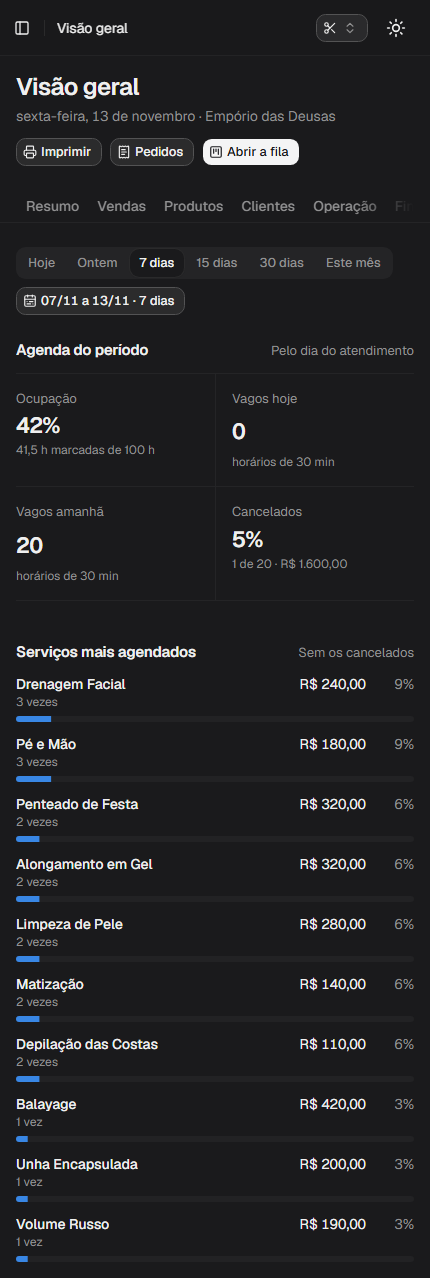 Visão geral
Visão geral
sexta-feira, 13 de novembro · Empório das Deusas
Imprimir
Pedidos
Abrir a fila
Resumo Vendas Produtos Clientes Operação
Hoje Ontem 7 dias 15 dias 30 dias Este mês
07/11 a 13/11 · 7 dias
Agenda do período
Pelo dia do atendimento
Ocupação
42%
41,5 h marcadas de 100 h
Vagos hoje
0
horários de 30 min
Vagos amanhã
20
horários de 30 min
Cancelados
5%
1 de 20 · R$ 1.600,00
Serviços mais agendados
Sem os cancelados
Drenagem Facial R$ 240,00 9%
3 vezes
Pé e Mão R$ 180,00 9%
3 vezes
Penteado de Festa R$ 320,00 6%
2 vezes
Alongamento em Gel R$ 320,00 6%
2 vezes
Limpeza de Pele R$ 280,00 6%
2 vezes
Matização R$ 140,00 6%
2 vezes
Depilação das Costas R$ 110,00 6%
2 vezes
Balayage R$ 420,00 3%
1 vez
Unha Encapsulada R$ 200,00 3%
1 vez
Volume Russo R$ 190,00 3%
1 vez